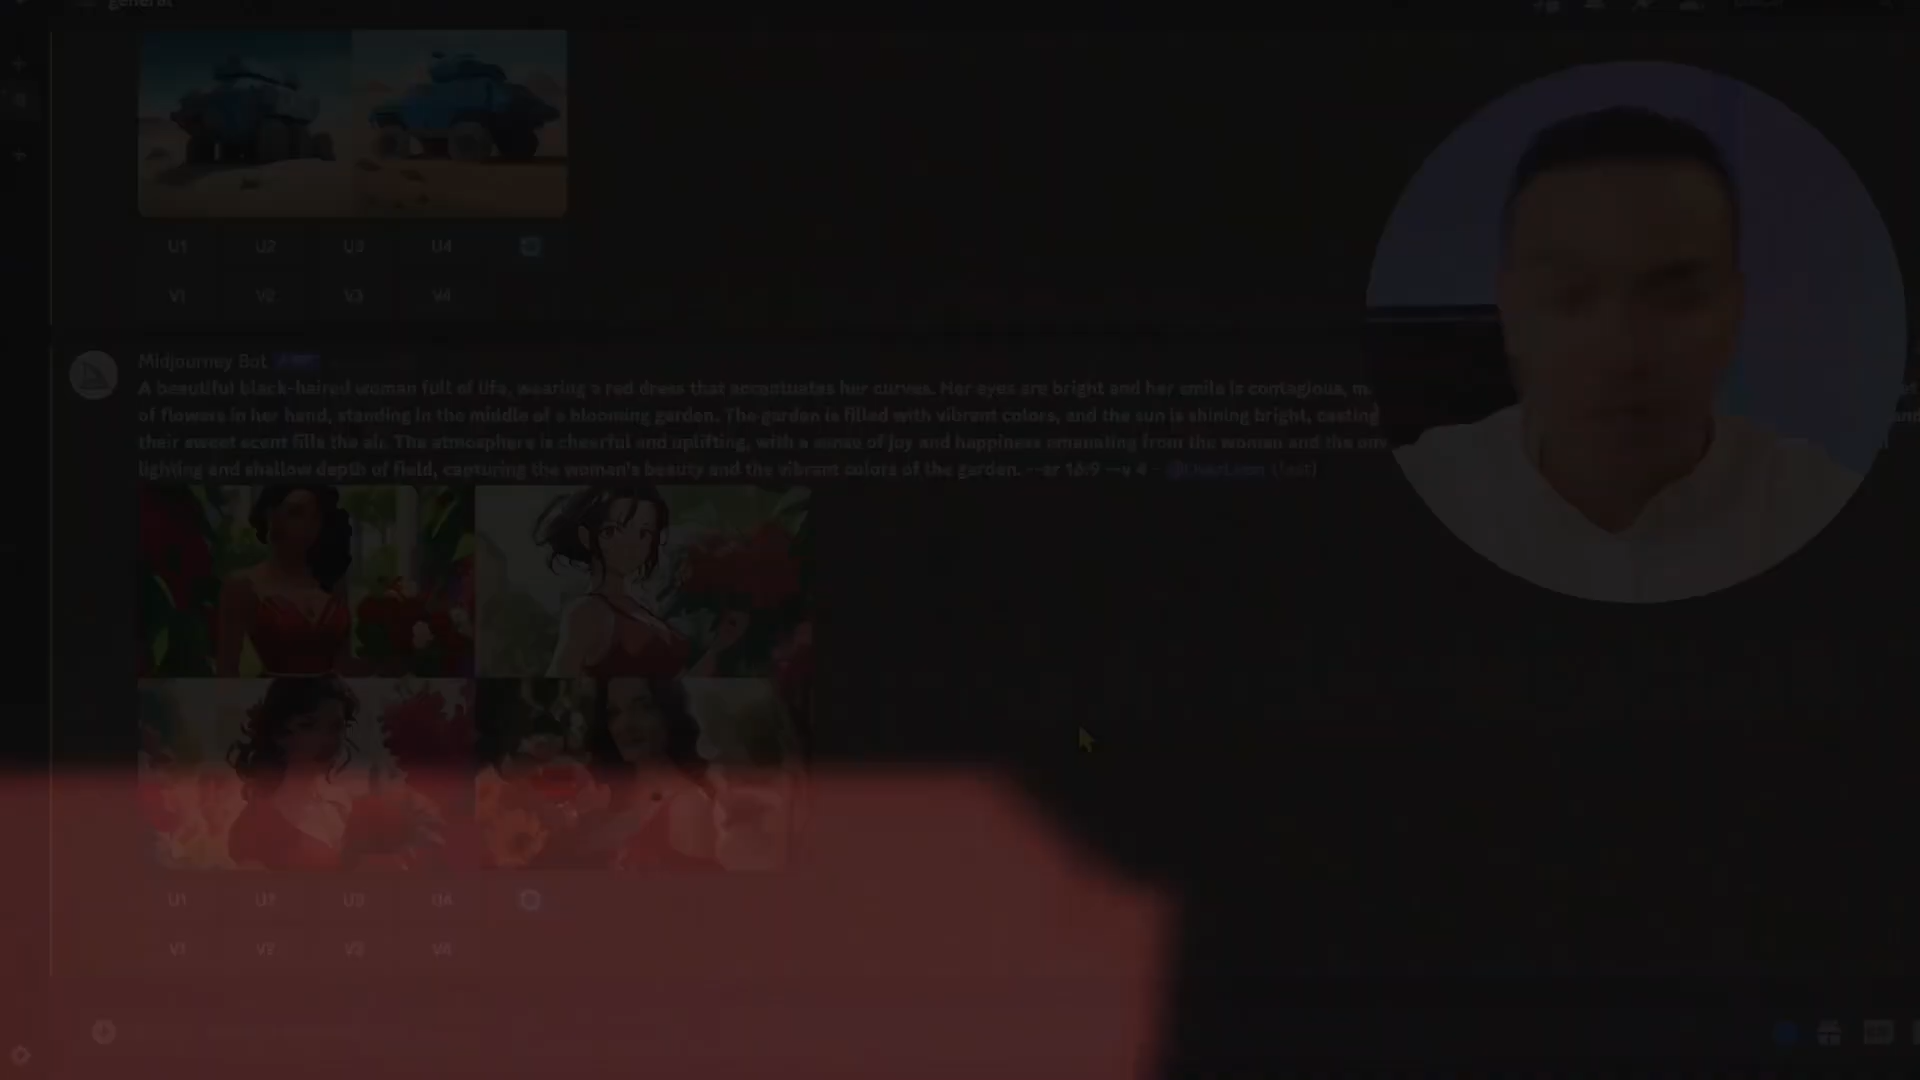 general
U1 U2 U3 U4
V1 V2 V3 V4
Midjourney Bot
A beautiful black-haired woman full of life, wearing a red dress that accentuates her curves. Her eyes are bright and her smile is contagious, m
of flowers in her hand, standing in the middle of a blooming garden. The garden is filled with vibrant colors, and the sun is shining bright, casting
their sweet scent fills the air. The atmosphere is cheerful and uplifting, with a sense of joy and happiness emanating from the woman and the
lighting and shallow depth of field, capturing the woman's beauty and the vibrant colors of the garden. --ar 16:9 --v 4 - (fast)
U1 U2 U3 U4
V1 V2 V3 V4